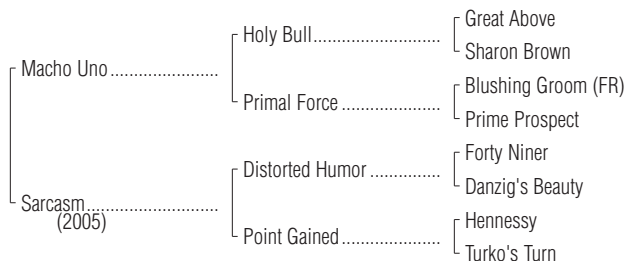 Great Above
Holy Bull
Sharon Brown
Macho Uno
Blushing Groom (FR)
Primal Force
Prime Prospect
Forty Niner
Distorted Humor
Danzig's Beauty
Sarcasm
(2005)
Hennessy
Point Gained
Turko's Turn